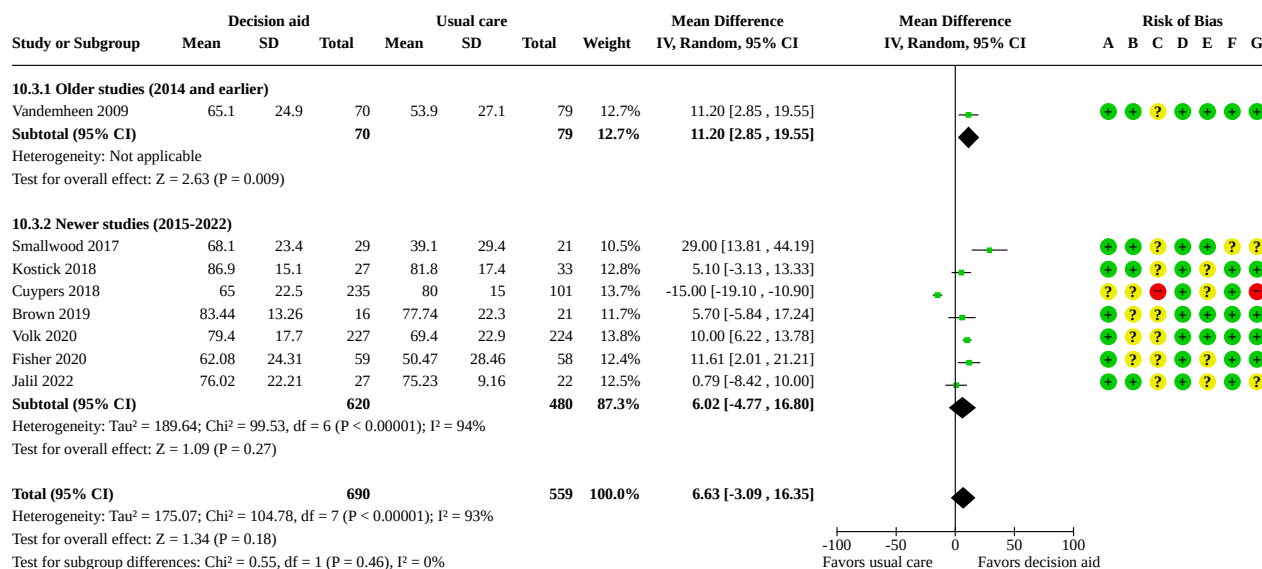 Decision aid Usual care Mean Difference Mean Difference Risk of Bias
Study or Subgroup Mean SD Total Mean SD Total Weight IV, Random, 95% CI IV, Random, 95% CI A B C D E F G
10.3.1 Older studies (2014 and earlier)
Vandemheen 2009 65.1 24.9 70 53.9 27.1 79 12.7% 11.20 [2.85 , 19.55] + + ? + + + +
Subtotal (95% CI) 70 79 12.7% 11.20 [2.85 , 19.55]
Heterogeneity: Not applicable
Test for overall effect: Z = 2.63 (P = 0.009)
10.3.2 Newer studies (2015-2022)
Smallwood 2017 68.1 23.4 29 39.1 29.4 21 10.5% 29.00 [13.81 , 44.19] + + ? + + ? ?
Kostick 2018 86.9 15.1 27 81.8 17.4 33 12.8% 5.10 [-3.13 , 13.33] + + ? + ? + +
Cuypers 2018 65 22.5 235 80 15 101 13.7% -15.00 [-19.10 , -10.90] ? ? − + ? + −
Brown 2019 83.44 13.26 16 77.74 22.3 21 11.7% 5.70 [-5.84 , 17.24] + ? ? + + + +
Volk 2020 79.4 17.7 227 69.4 22.9 224 13.8% 10.00 [6.22 , 13.78] + ? ? + + + +
Fisher 2020 62.08 24.31 59 50.47 28.46 58 12.4% 11.61 [2.01 , 21.21] + ? ? + ? + +
Jalil 2022 76.02 22.21 27 75.23 9.16 22 12.5% 0.79 [-8.42 , 10.00] + + ? + ? + ?
Subtotal (95% CI) 620 480 87.3% 6.02 [-4.77 , 16.80]
Heterogeneity: Tau² = 189.64; Chi² = 99.53, df = 6 (P < 0.00001); I² = 94%
Test for overall effect: Z = 1.09 (P = 0.27)
Total (95% CI) 690 559 100.0% 6.63 [-3.09 , 16.35]
Heterogeneity: Tau² = 175.07; Chi² = 104.78, df = 7 (P < 0.00001); I² = 93%
Test for overall effect: Z = 1.34 (P = 0.18)
-100 -50 0 50 100
Test for subgroup differences: Chi² = 0.55, df = 1 (P = 0.46), I² = 0% Favors usual care Favors decision aid